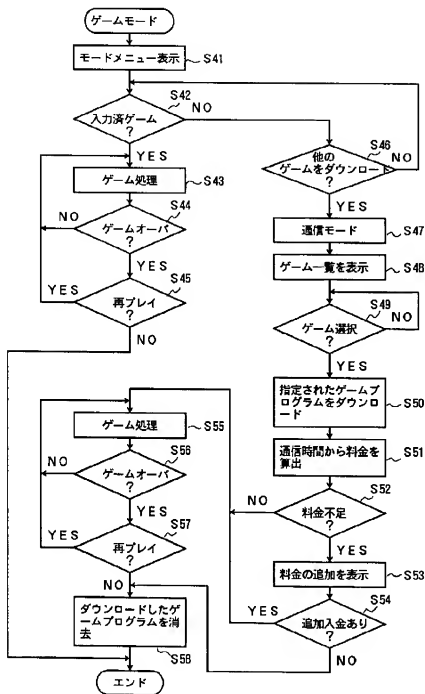 ゲームモード
モードメニュー表示
S41
S42
入力済ゲーム
?
NO
YES
ゲーム処理
S43
S44
ゲームオーバ
?
NO
YES
S45
再プレイ
?
YES
NO
S46
他の
ゲームをダウンロード
?
NO
YES
通信モード
S47
ゲーム一覧を表示
S48
S49
ゲーム選択
?
NO
YES
指定されたゲームプ
ログラムをダウンロ
ード
S50
通信時間から料金を
算出
S51
S52
料金不足
?
NO
YES
料金の追加を表示
S53
S54
追加入金あり
?
YES
NO
ゲーム処理
S55
S56
ゲームオーバ
?
NO
YES
S57
再プレイ
?
YES
NO
ダウンロードしたゲ
ームプログラムを消
去
S58
エンド